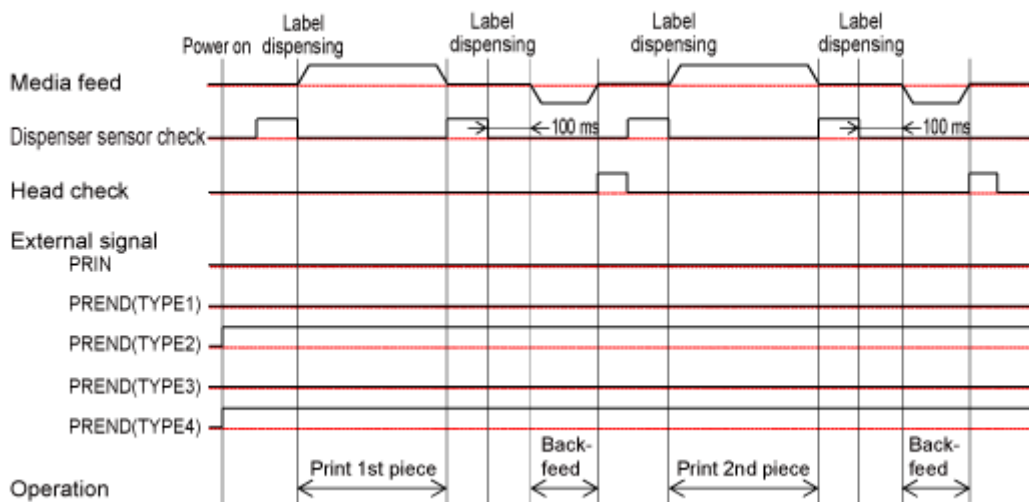 Label
dispensing
Label
dispensing
Label
dispensing
Label
dispensing
Power on
Media feed
Dispenser sensor check
100 ms
100 ms
Head check
External signal
PRIN
PREND(TYPE1)
PREND(TYPE2)
PREND(TYPE3)
PREND(TYPE4)
Operation
Print 1st piece
Back-
feed
Print 2nd piece
Back-
feed